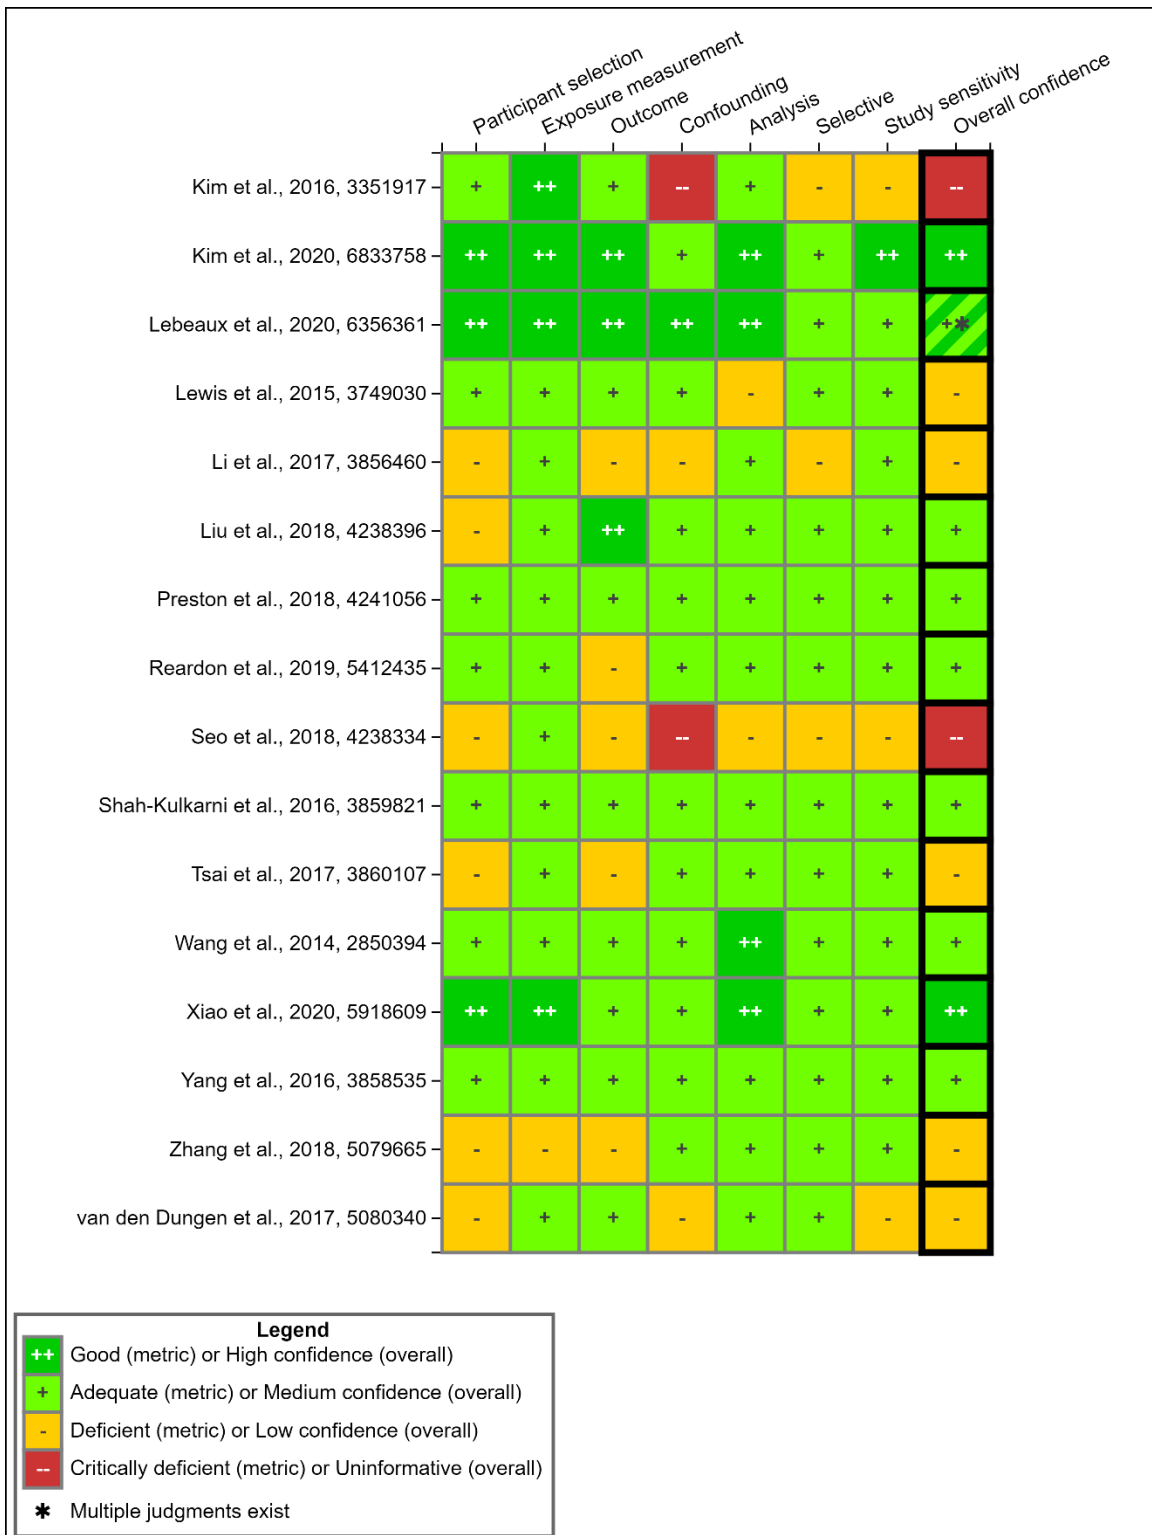 Participant selection
Exposure measurement
Outcome
Confounding
Analysis
Selective
Study sensitivity
Overall confidence
Kim et al., 2016, 3351917 + ++ + -- + - - --
Kim et al., 2020, 6833758 ++ ++ ++ + ++ + ++ ++
Lebeaux et al., 2020, 6356361 ++ ++ ++ ++ ++ + + +✱
Lewis et al., 2015, 3749030 + + + + - + + -
Li et al., 2017, 3856460 - + - - + - + -
Liu et al., 2018, 4238396 - + ++ + + + + +
Preston et al., 2018, 4241056 + + + + + + + +
Reardon et al., 2019, 5412435 + + - + + + + +
Seo et al., 2018, 4238334 - + - -- - - - --
Shah-Kulkarni et al., 2016, 3859821 + + + + + + + +
Tsai et al., 2017, 3860107 - + - + + + + -
Wang et al., 2014, 2850394 + + + + ++ + + +
Xiao et al., 2020, 5918609 ++ ++ + + ++ + + ++
Yang et al., 2016, 3858535 + + + + + + + +
Zhang et al., 2018, 5079665 - - - + + + + -
van den Dungen et al., 2017, 5080340 - + + - + + - -
Legend
++ Good (metric) or High confidence (overall)
+ Adequate (metric) or Medium confidence (overall)
- Deficient (metric) or Low confidence (overall)
-- Critically deficient (metric) or Uninformative (overall)
✱ Multiple judgments exist